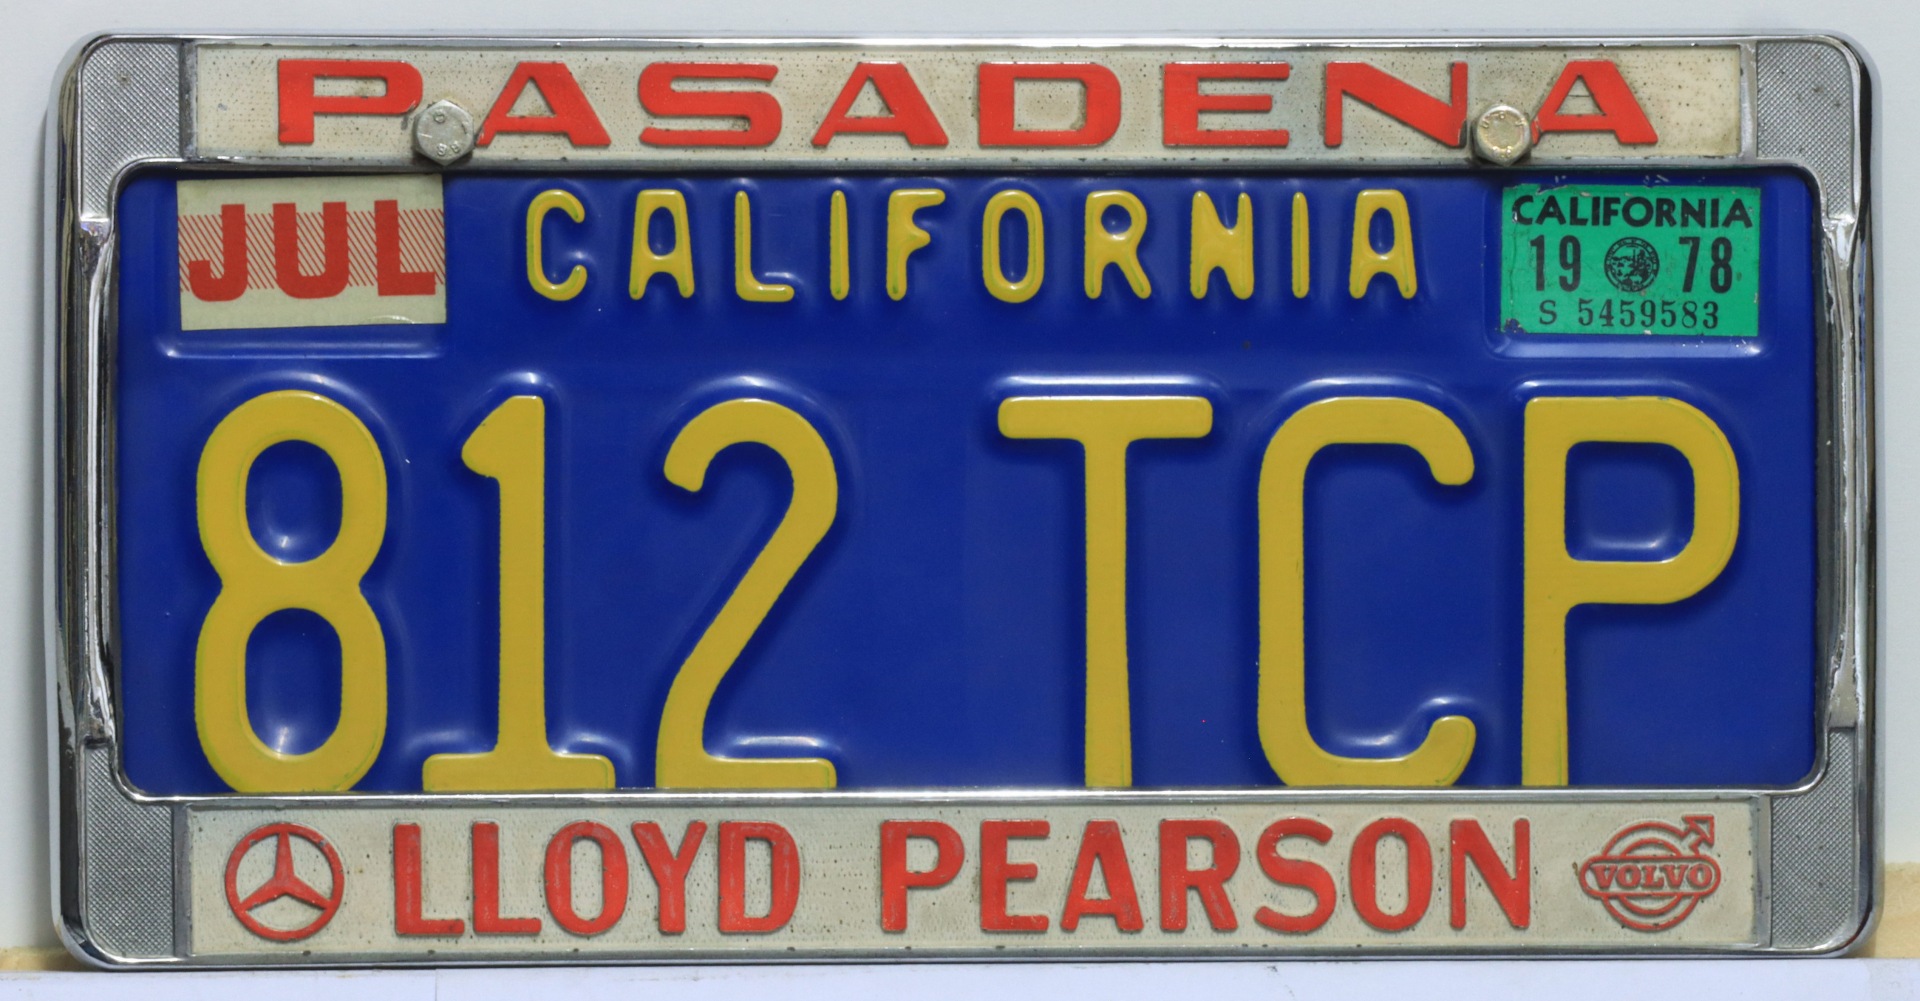 PASADENA
JUL
CALIFORNIA
CALIFORNIA
19 78
S 5459583
812 TCP
LLOYD PEARSON
VOLVO